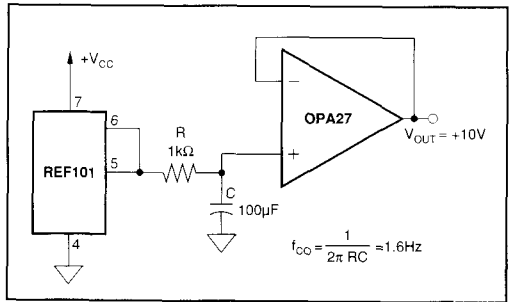 +V_CC
7
6
REF101
5
4
R
1kΩ
C
100µF
−
OPA27
+
V_OUT = +10V
f_CO = 1 / 2π RC = 1.6Hz